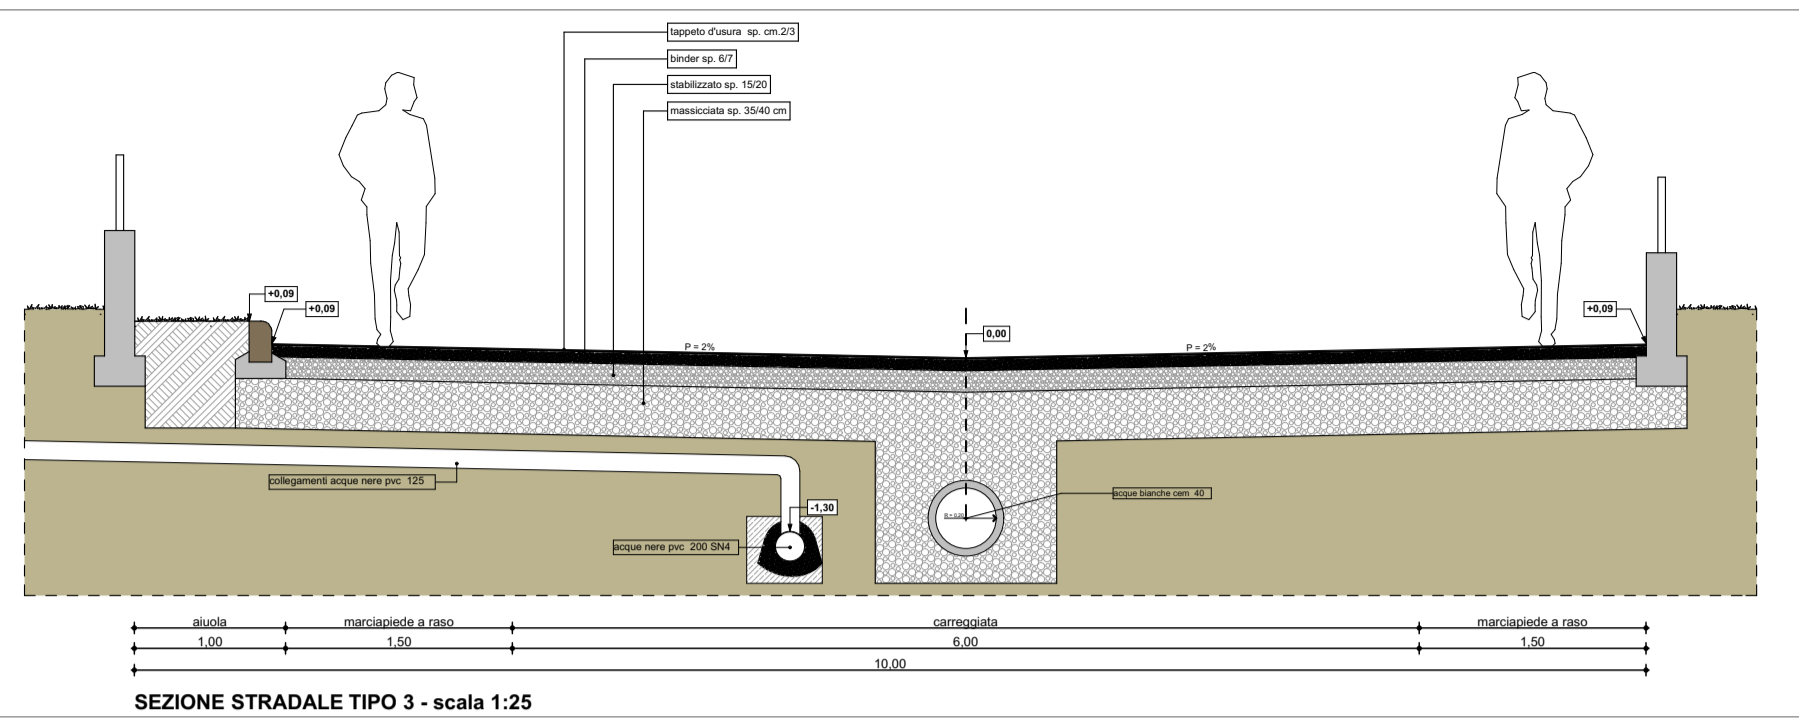 tappeto d'usura sp. cm.2/3
binder sp. 6/7
stabilizzato sp. 15/20
massicciata sp. 35/40 cm
+0,09
+0,09
+0,09
0,00
P = 2%
P = 2%
collegamenti acque nere pvc 125
acque bianche cem 40
R = 0,20
-1,30
acque nere pvc 200 SN4
aiuola
marciapiede a raso
carreggiata
marciapiede a raso
1,00
1,50
6,00
1,50
10,00
SEZIONE STRADALE TIPO 3 - scala 1:25